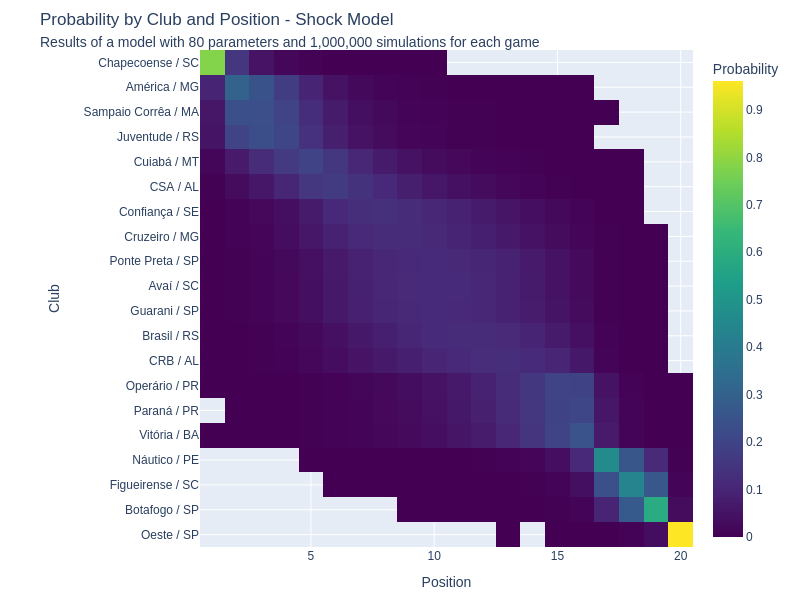 Probability by Club and Position - Shock Model
Results of a model with 80 parameters and 1,000,000 simulations for each game
Chapecoense / SC
América / MG
Sampaio Corrêa / MA
Juventude / RS
Cuiabá / MT
CSA / AL
Confiança / SE
Cruzeiro / MG
Ponte Preta / SP
Avaí / SC
Guarani / SP
Brasil / RS
CRB / AL
Operário / PR
Paraná / PR
Vitória / BA
Náutico / PE
Figueirense / SC
Botafogo / SP
Oeste / SP
Club
5
10
15
20
Position
Probability
0.9
0.8
0.7
0.6
0.5
0.4
0.3
0.2
0.1
0